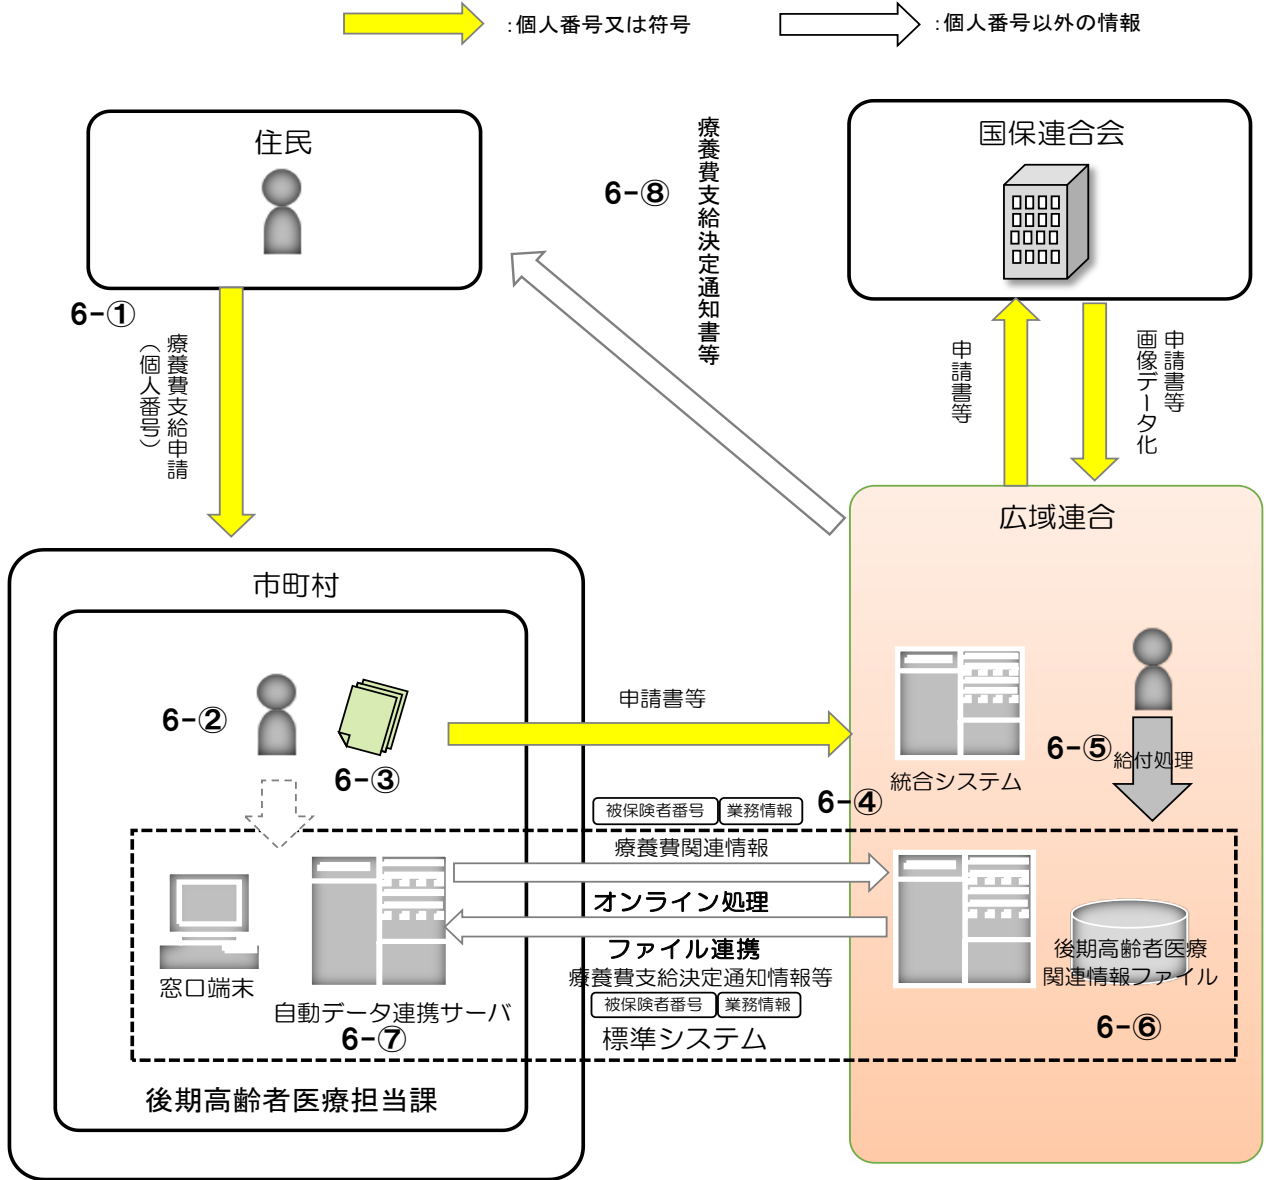 :個人番号又は符号
:個人番号以外の情報
住民
国保連合会
6-⑧
療養費支給決定通知書等
6-①
療養費支給申請
（個人番号）
申請書等
申請書等
画像データ化
広域連合
市町村
6-②
6-③
申請書等
統合システム
6-⑤
給付処理
被保険者番号
業務情報
6-④
療養費関連情報
オンライン処理
ファイル連携
療養費支給決定通知情報等
被保険者番号
業務情報
標準システム
窓口端末
自動データ連携サーバ
6-⑦
後期高齢者医療
関連情報ファイル
6-⑥
後期高齢者医療担当課